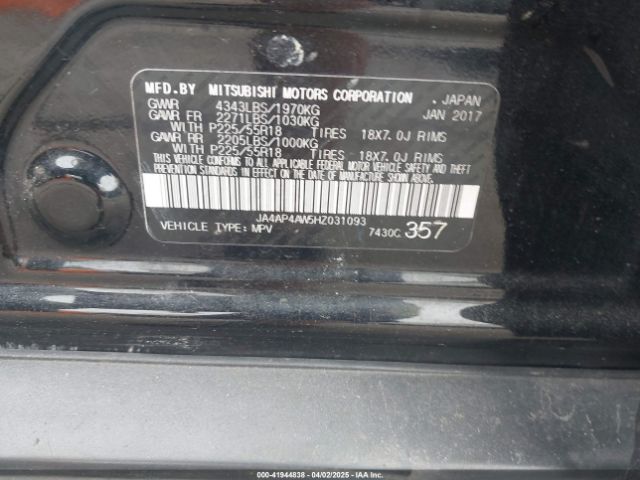 MFD.BY MITSUBISHI MOTORS CORPORATION . JAPAN
GVWR 4343LBS/1970KG JAN 2017
GAWR FR 2271LBS/1030KG
WITH P225/55R18 TIRES 18X7.0J RIMS
GAWR RR 2205LBS/1000KG
WITH P225/55R18 TIRES 18X7.0J RIMS
THIS VEHICLE CONFORMS TO ALL APPLICABLE FEDERAL MOTOR VEHICLE SAFETY AND THEFT
PREVENTION STANDARDS IN EFFECT ON THE DATE OF MANUFACTURE SHOWN ABOVE.
JA4AP4AW5HZ031093
VEHICLE TYPE:MPV 7430C 357
000-41944838 - 04/02/2025 - IAAI.com